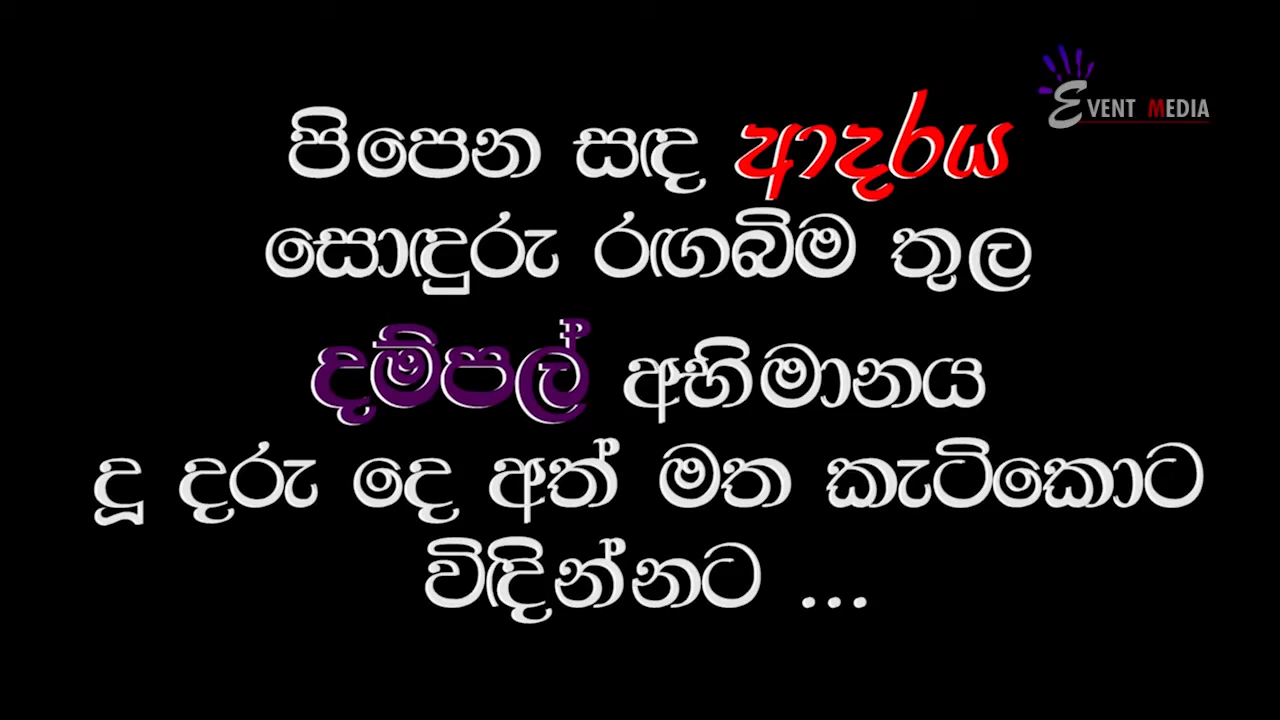 EVENT MEDIA
පිපෙන සඳ ආදරය
සොඳුරු රඟබිම තුල
දම්පල් අභිමානය
දූ දරු දෙ අත් මත කැටිකොට
විඳින්නට ...